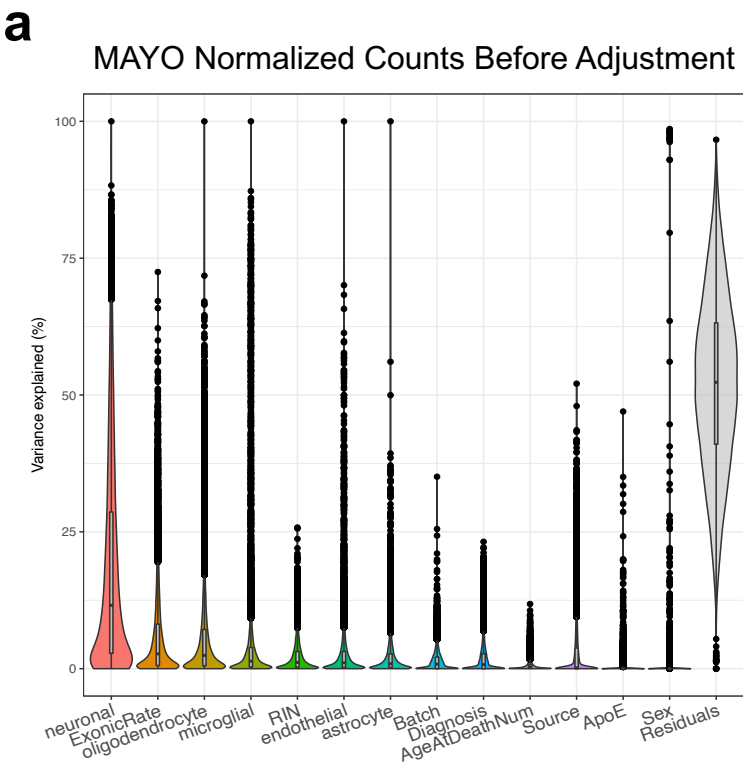 a
MAYO Normalized Counts Before Adjustment
Variance explained (%)
100
75
50
25
0
neuronal
ExonicRate
oligodendrocyte
microglial
RIN
endothelial
astrocyte
Batch
Diagnosis
AgeAtDeathNum
Source
ApoE
Sex
Residuals